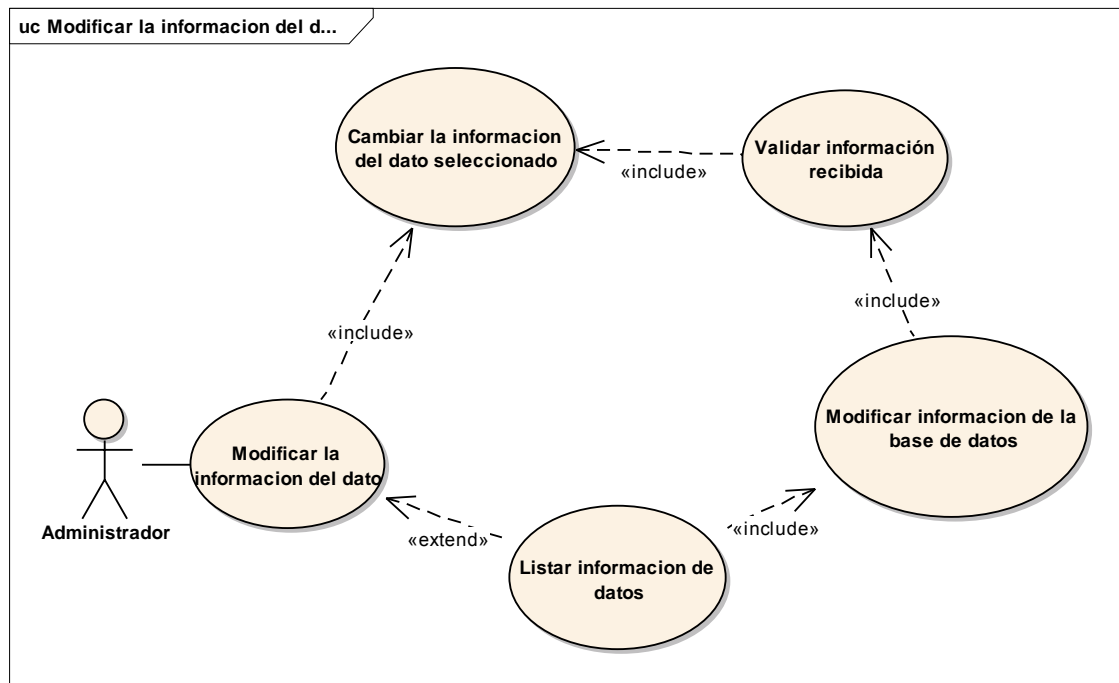 uc Modificar la informacion del d...
Cambiar la informacion
del dato seleccionado
Validar información
recibida
«include»
«include»
«include»
Modificar informacion de la
base de datos
Modificar la
informacion del dato
Administrador
«extend»
«include»
Listar informacion de
datos